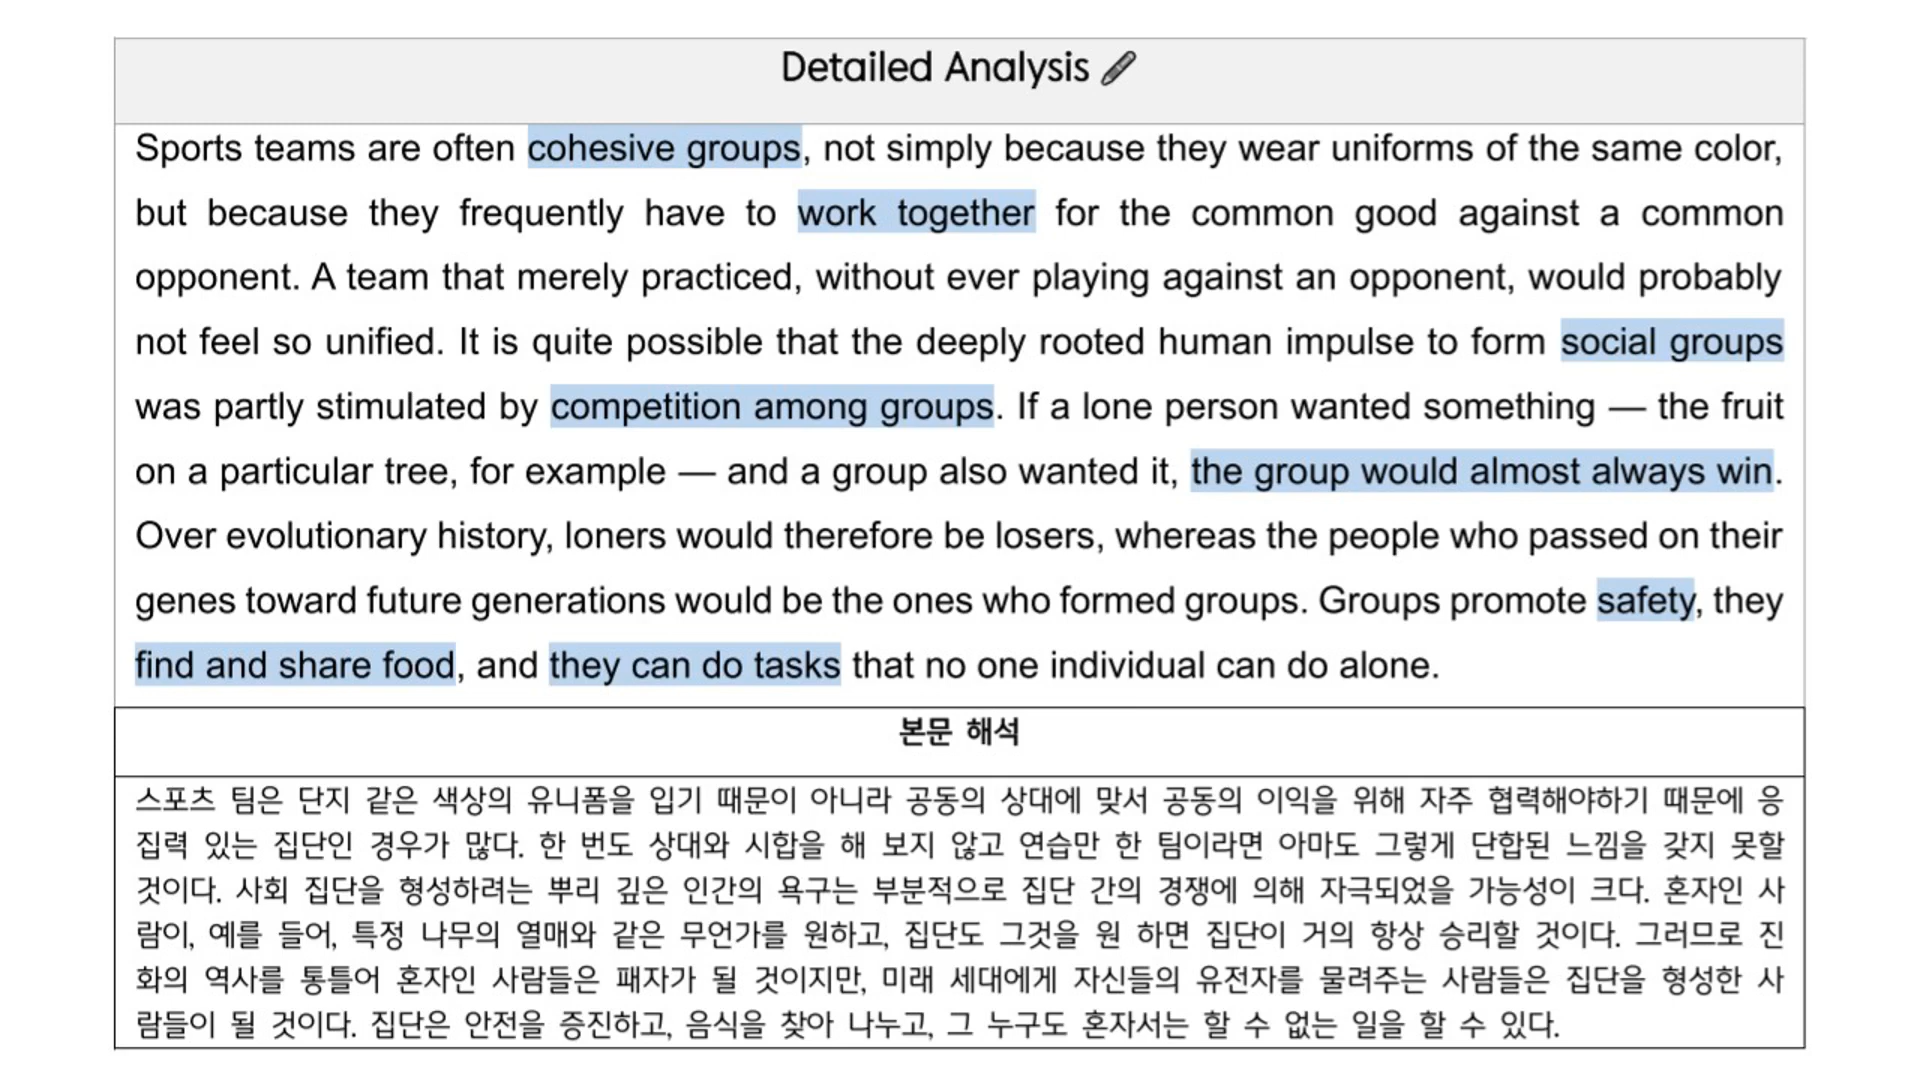 Detailed Analysis
Sports teams are often cohesive groups, not simply because they wear uniforms of the same color,
but because they frequently have to work together for the common good against a common
opponent. A team that merely practiced, without ever playing against an opponent, would probably
not feel so unified. It is quite possible that the deeply rooted human impulse to form social groups
was partly stimulated by competition among groups. If a lone person wanted something — the fruit
on a particular tree, for example — and a group also wanted it, the group would almost always win.
Over evolutionary history, loners would therefore be losers, whereas the people who passed on their
genes toward future generations would be the ones who formed groups. Groups promote safety, they
find and share food, and they can do tasks that no one individual can do alone.
본문 해석
스포츠 팀은 단지 같은 색상의 유니폼을 입기 때문이 아니라 공동의 상대에 맞서 공동의 이익을 위해 자주 협력해야하기 때문에 응
집력 있는 집단인 경우가 많다. 한 번도 상대와 시합을 해 보지 않고 연습만 한 팀이라면 아마도 그렇게 단합된 느낌을 갖지 못할
것이다. 사회 집단을 형성하려는 뿌리 깊은 인간의 욕구는 부분적으로 집단 간의 경쟁에 의해 자극되었을 가능성이 크다. 혼자인 사
람이, 예를 들어, 특정 나무의 열매와 같은 무언가를 원하고, 집단도 그것을 원 하면 집단이 거의 항상 승리할 것이다. 그러므로 진
화의 역사를 통틀어 혼자인 사람들은 패자가 될 것이지만, 미래 세대에게 자신들의 유전자를 물려주는 사람들은 집단을 형성한 사
람들이 될 것이다. 집단은 안전을 증진하고, 음식을 찾아 나누고, 그 누구도 혼자서는 할 수 없는 일을 할 수 있다.